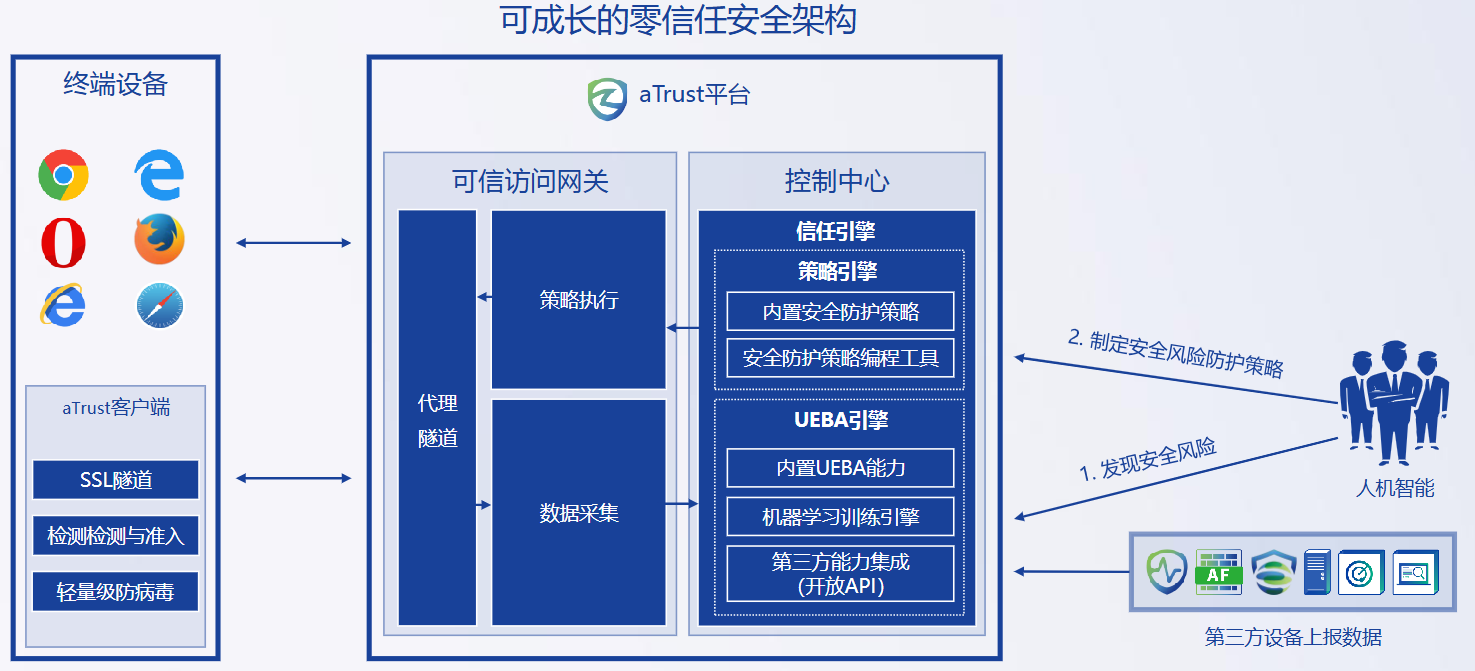 可成长的零信任安全架构
终端设备
aTrust客户端
SSL隧道
检测检测与准入
轻量级防病毒
aTrust平台
可信访问网关
代理
隧道
策略执行
数据采集
控制中心
信任引擎
策略引擎
内置安全防护策略
安全防护策略编程工具
UEBA引擎
内置UEBA能力
机器学习训练引擎
第三方能力集成
(开放API)
2. 制定安全风险防护策略
1. 发现安全风险
人机智能
AF
第三方设备上报数据